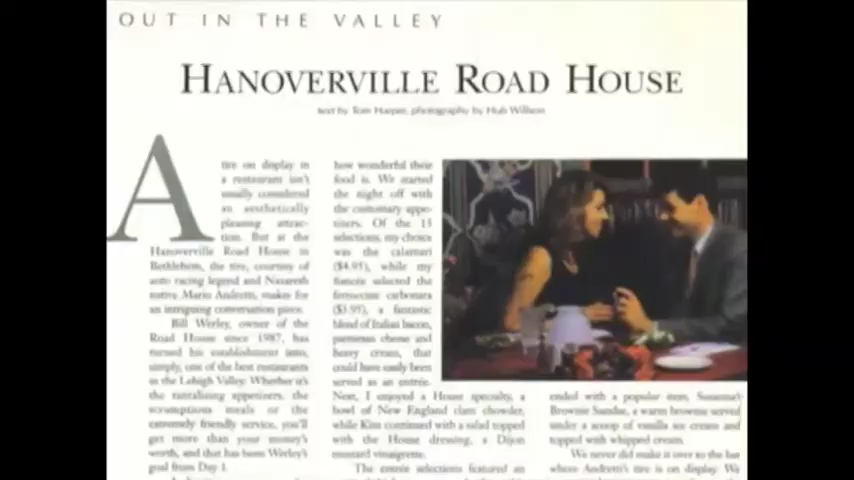 OUT IN THE VALLEY
HANOVERVILLE ROAD HOUSE
text by Tom Harper, photography by Hub Willson
A
tire on display in
a restaurant isn't
usually considered
an aesthetically
pleasing attrac-
tion. But at the
Hanoverville Road House in
Bethlehem, the tire, courtesy of
auto racing legend and Nazareth
native Mario Andretti, makes for
an intriguing conversation piece.
Bill Werley, owner of the
Road House since 1987, has
turned his establishment into,
simply, one of the best restaurants
in the Lehigh Valley. Whether it's
the tantalizing appetizers, the
scrumptious meals or the
extremely friendly service, you'll
get more than your money's
worth, and that has been Werley's
goal from Day 1.
how wonderful their
food is. We started
the night off with
the customary appe-
tizers. Of the 13
selections, my choice
was the calamari
($4.95), while my
fiancée selected the
fettuccine carbonara
($3.95), a fantastic
blend of Italian bacon,
parmesan cheese and
heavy cream, that
could have easily been
served as an entrée.
Next, I enjoyed a House specialty, a
bowl of New England clam chowder,
while Kim continued with a salad topped
with the House dressing, a Dijon
mustard vinaigrette.
The entrée selections featured an
ended with a popular item, Susanna's
Brownie Sundae, a warm brownie served
under a scoop of vanilla ice cream and
topped with whipped cream.
We never did make it over to the bar
where Andretti's tire is on display. We